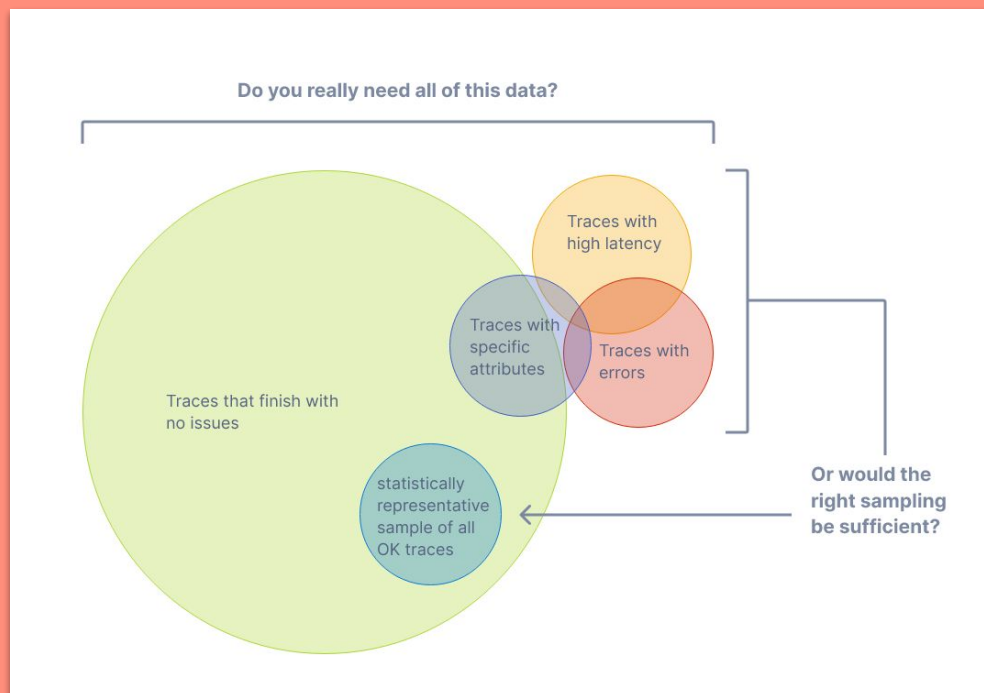 Do you really need all of this data?
Traces with
high latency
Traces with
specific
attributes
Traces with
errors
Traces that finish with
no issues
statistically
representative
sample of all
OK traces
Or would the
right sampling
be sufficient?